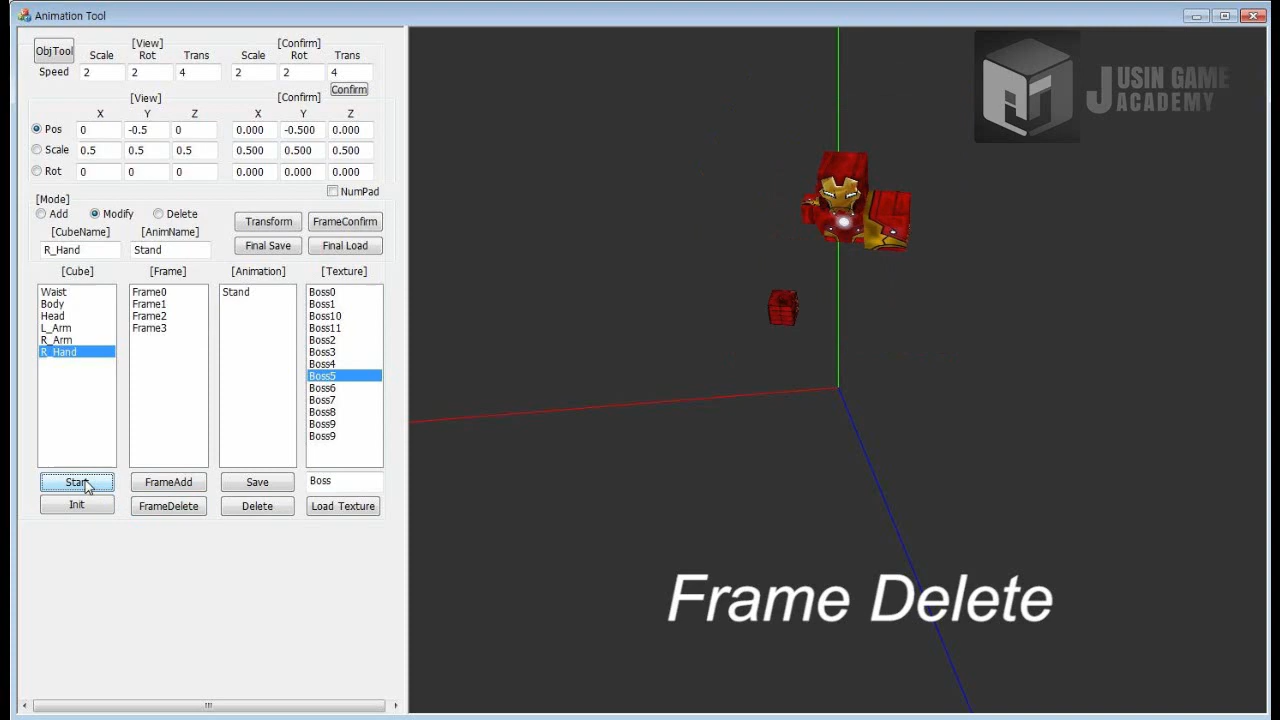 Animation Tool
ObjTool
[View]
[Confirm]
Scale Rot Trans Scale Rot Trans
Speed 2 2 4 2 2 4
Confirm
[View] [Confirm]
X Y Z X Y Z
Pos 0 -0.5 0 0.000 -0.500 0.000
Scale 0.5 0.5 0.5 0.500 0.500 0.500
Rot 0 0 0 0.000 0.000 0.000
NumPad
[Mode]
Add Modify Delete Transform FrameConfirm
[CubeName] [AnimName]
R_Hand Stand Final Save Final Load
[Cube] [Frame] [Animation] [Texture]
Waist Frame0 Stand Boss0
Body Frame1 Boss1
Head Frame2 Boss10
L_Arm Frame3 Boss11
R_Arm Boss2
R_Hand Boss3
Boss4
Boss5
Boss6
Boss7
Boss8
Boss9
Boss9
Start FrameAdd Save Boss
Init FrameDelete Delete Load Texture
JUSIN GAME
ACADEMY
Frame Delete